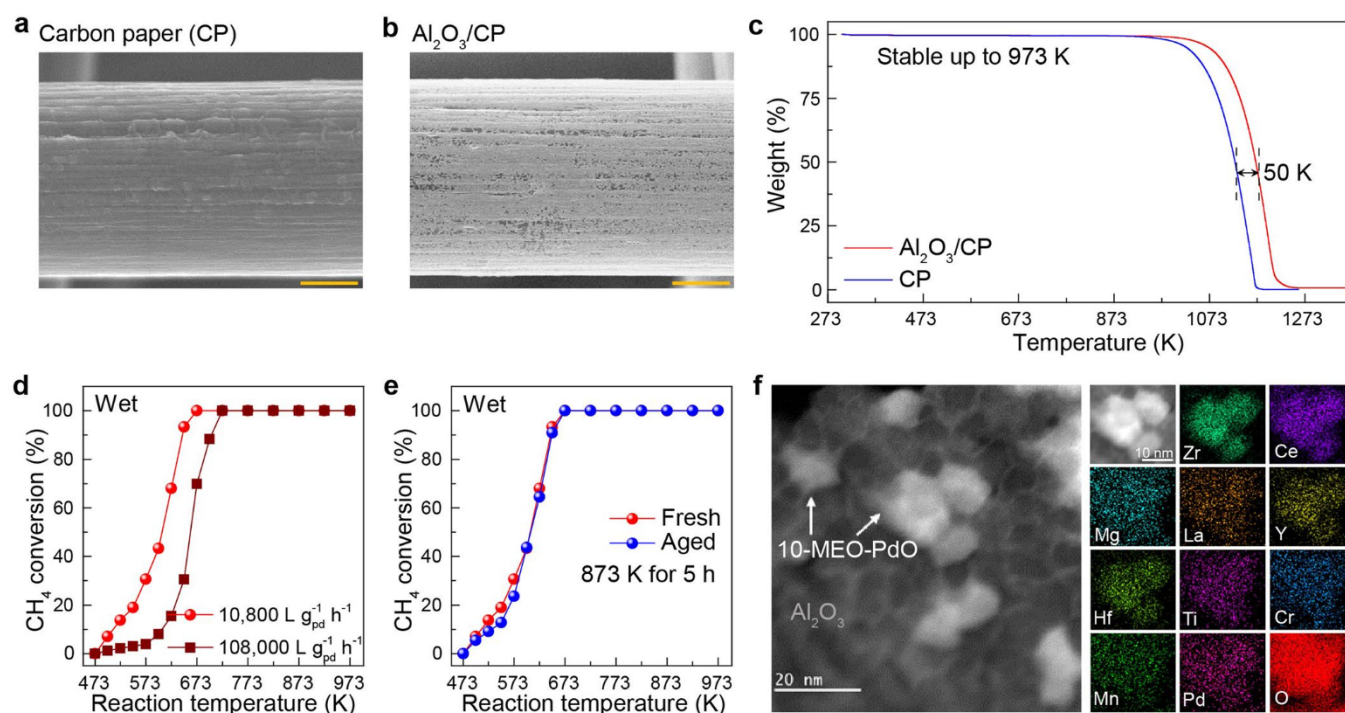 a Carbon paper (CP)
b Al₂O₃/CP
c
Weight (%)
100
75
50
25
0
Stable up to 973 K
50 K
Al₂O₃/CP
CP
273 473 673 873 1073 1273
Temperature (K)
d
CH₄ conversion (%)
100
80
60
40
20
0
Wet
10,800 L g⁻¹pd h⁻¹
108,000 L g⁻¹pd h⁻¹
473 573 673 773 873 973
Reaction temperature (K)
e
CH₄ conversion (%)
100
80
60
40
20
0
Wet
Fresh
Aged
873 K for 5 h
473 573 673 773 873 973
Reaction temperature (K)
f
10-MEO-PdO
Al₂O₃
20 nm
10 nm
Zr
Ce
Mg
La
Y
Hf
Ti
Cr
Mn
Pd
O